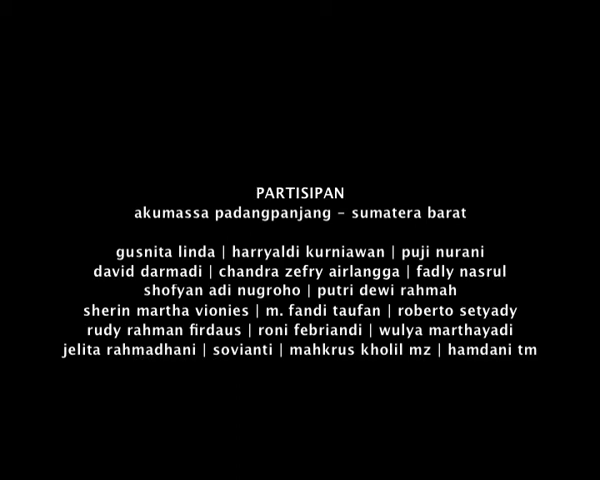 PARTISIPAN
akumassa padangpanjang – sumatera barat
gusnita linda | harryaldi kurniawan | puji nurani
david darmadi | chandra zefry airlangga | fadly nasrul
shofyan adi nugroho | putri dewi rahmah
sherin martha vionies | m. fandi taufan | roberto setyady
rudy rahman firdaus | roni febriandi | wulya marthayadi
jelita rahmadhani | sovianti | mahkrus kholil mz | hamdani tm